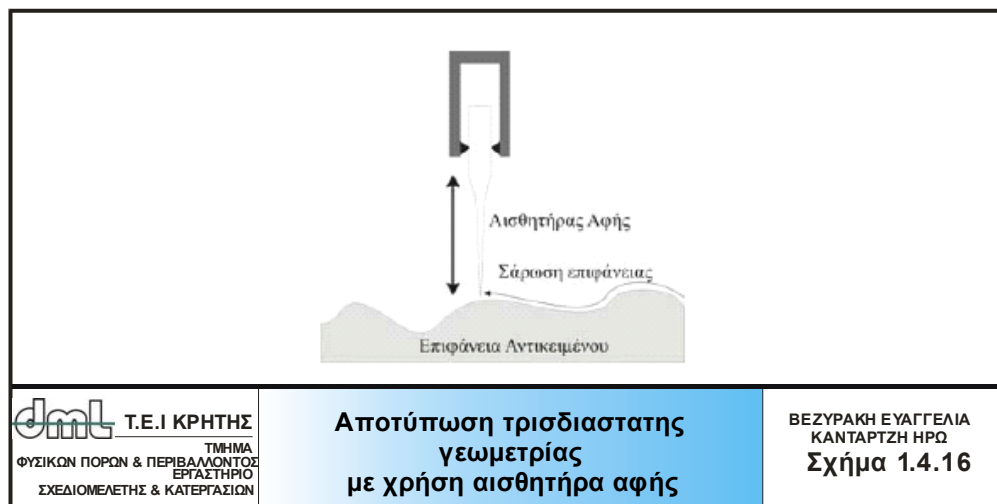 Αισθητήρας Αφής
Σάρωση επιφάνειας
Επιφάνεια Αντικειμένου
dmL Τ.Ε.Ι ΚΡΗΤΗΣ
ΤΜΗΜΑ
ΦΥΣΙΚΩΝ ΠΟΡΩΝ & ΠΕΡΙΒΑΛΛΟΝΤΟΣ
ΕΡΓΑΣΤΗΡΙΟ
ΣΧΕΔΙΟΜΕΛΕΤΗΣ & ΚΑΤΕΡΓΑΣΙΩΝ
Αποτύπωση τρισδιαστατης
γεωμετρίας
με χρήση αισθητήρα αφής
ΒΕΖΥΡΑΚΗ ΕΥΑΓΓΕΛΙΑ
ΚΑΝΤΑΡΤΖΗ ΗΡΩ
Σχήμα 1.4.16